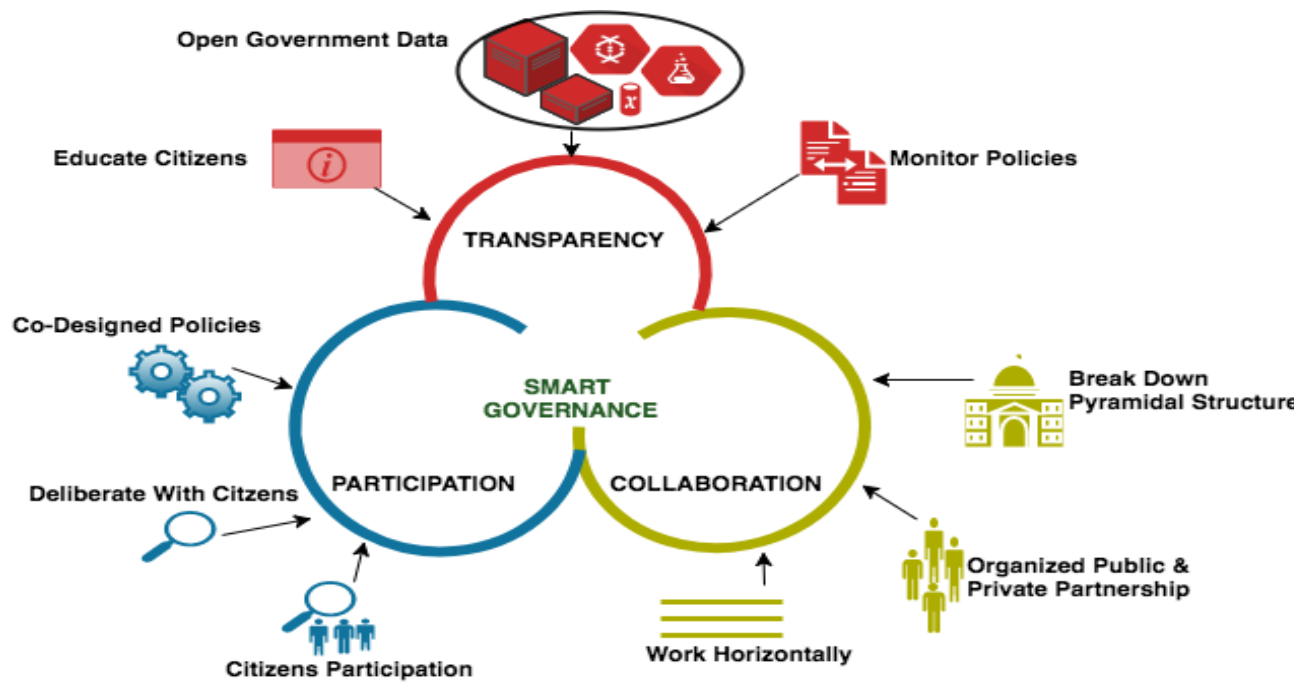 Open Government Data
Educate Citizens
Monitor Policies
TRANSPARENCY
Co-Designed Policies
SMART
GOVERNANCE
Break Down
Pyramidal Structure
PARTICIPATION
COLLABORATION
Deliberate With Citzens
Organized Public &
Private Partnership
Work Horizontally
Citizens Participation